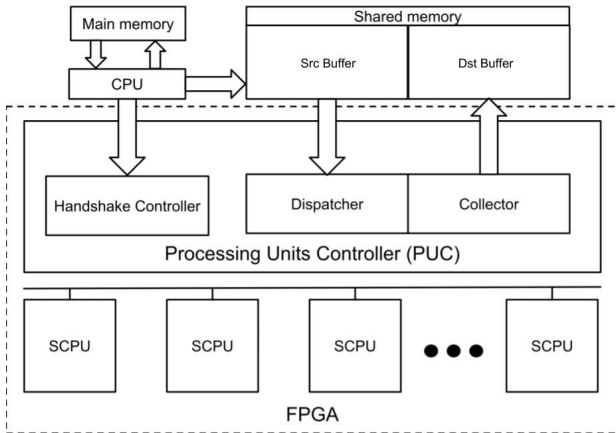 Main memory
Shared memory
CPU
Src Buffer
Dst Buffer
Handshake Controller
Dispatcher
Collector
Processing Units Controller (PUC)
SCPU
SCPU
SCPU
SCPU
FPGA